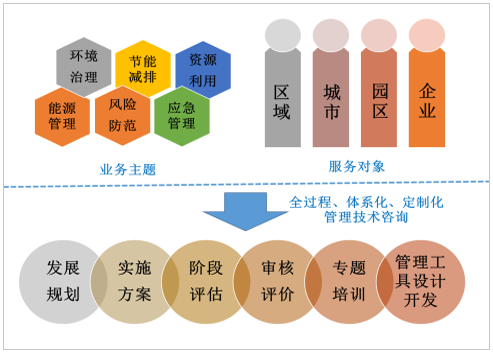 环境
治理
节能
减排
资源
利用
能源
管理
风险
防范
应急
管理
业务主题
区域
城市
园区
企业
服务对象
全过程、体系化、定制化
管理技术咨询
发展
规划
实施
方案
阶段
评估
审核
评价
专题
培训
管理工
具设计
开发